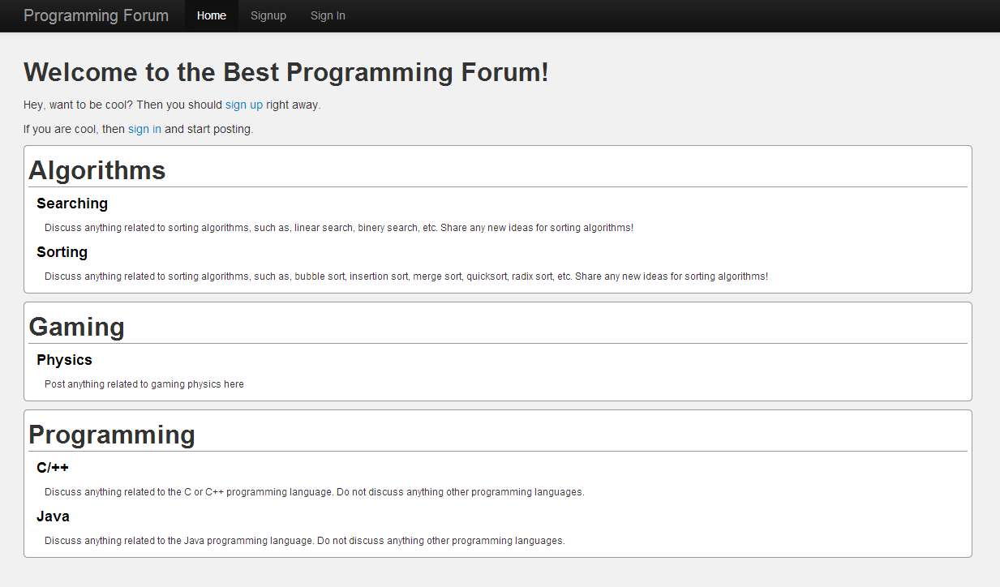 Programming Forum Home Signup Sign In
Welcome to the Best Programming Forum!
Hey, want to be cool? Then you should sign up right away.
If you are cool, then sign in and start posting.
Algorithms
Searching
Discuss anything related to sorting algorithms, such as, linear search, binery search, etc. Share any new ideas for sorting algorithms!
Sorting
Discuss anything related to sorting algorithms, such as, bubble sort, insertion sort, merge sort, quicksort, radix sort, etc. Share any new ideas for sorting algorithms!
Gaming
Physics
Post anything related to gaming physics here
Programming
C/++
Discuss anything related to the C or C++ programming language. Do not discuss anything other programming languages.
Java
Discuss anything related to the Java programming language. Do not discuss anything other programming languages.